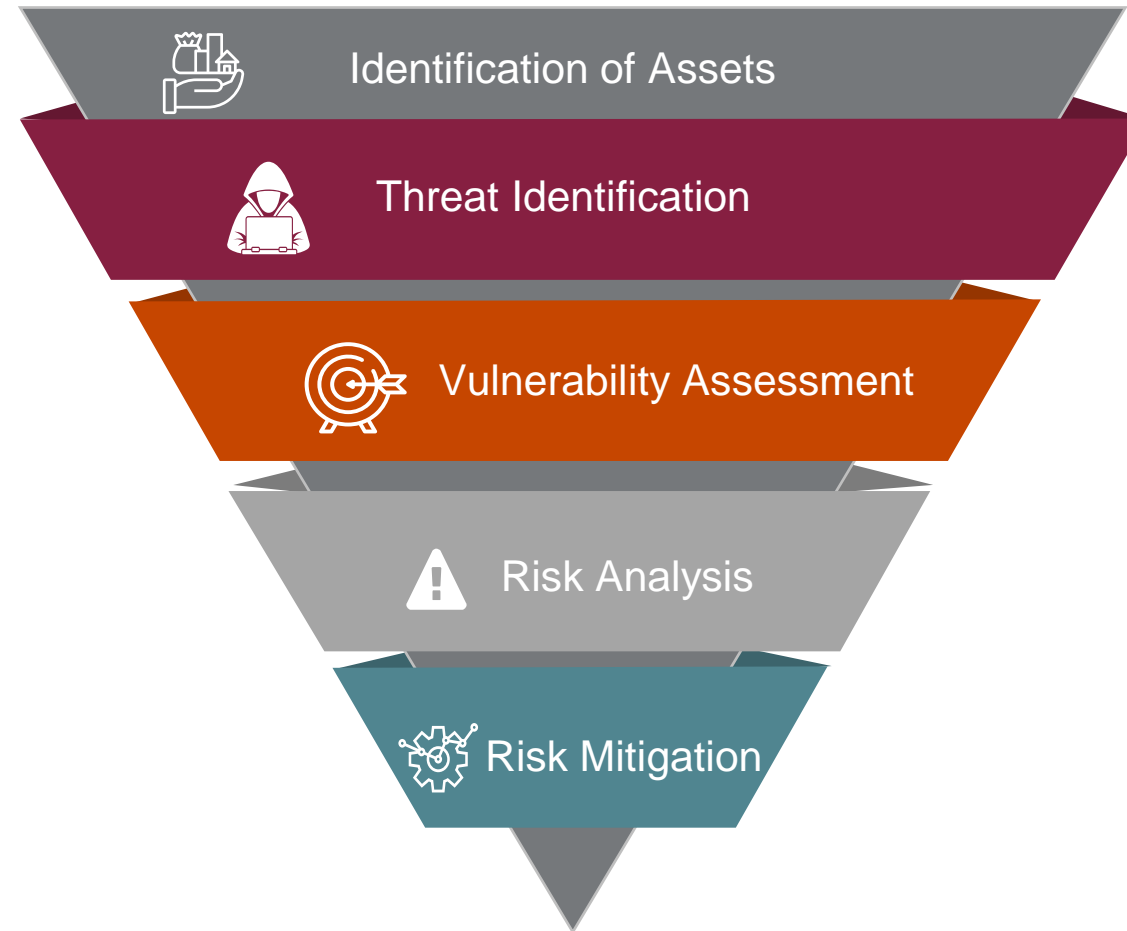 Identification of Assets
Threat Identification
Vulnerability Assessment
Risk Analysis
Risk Mitigation